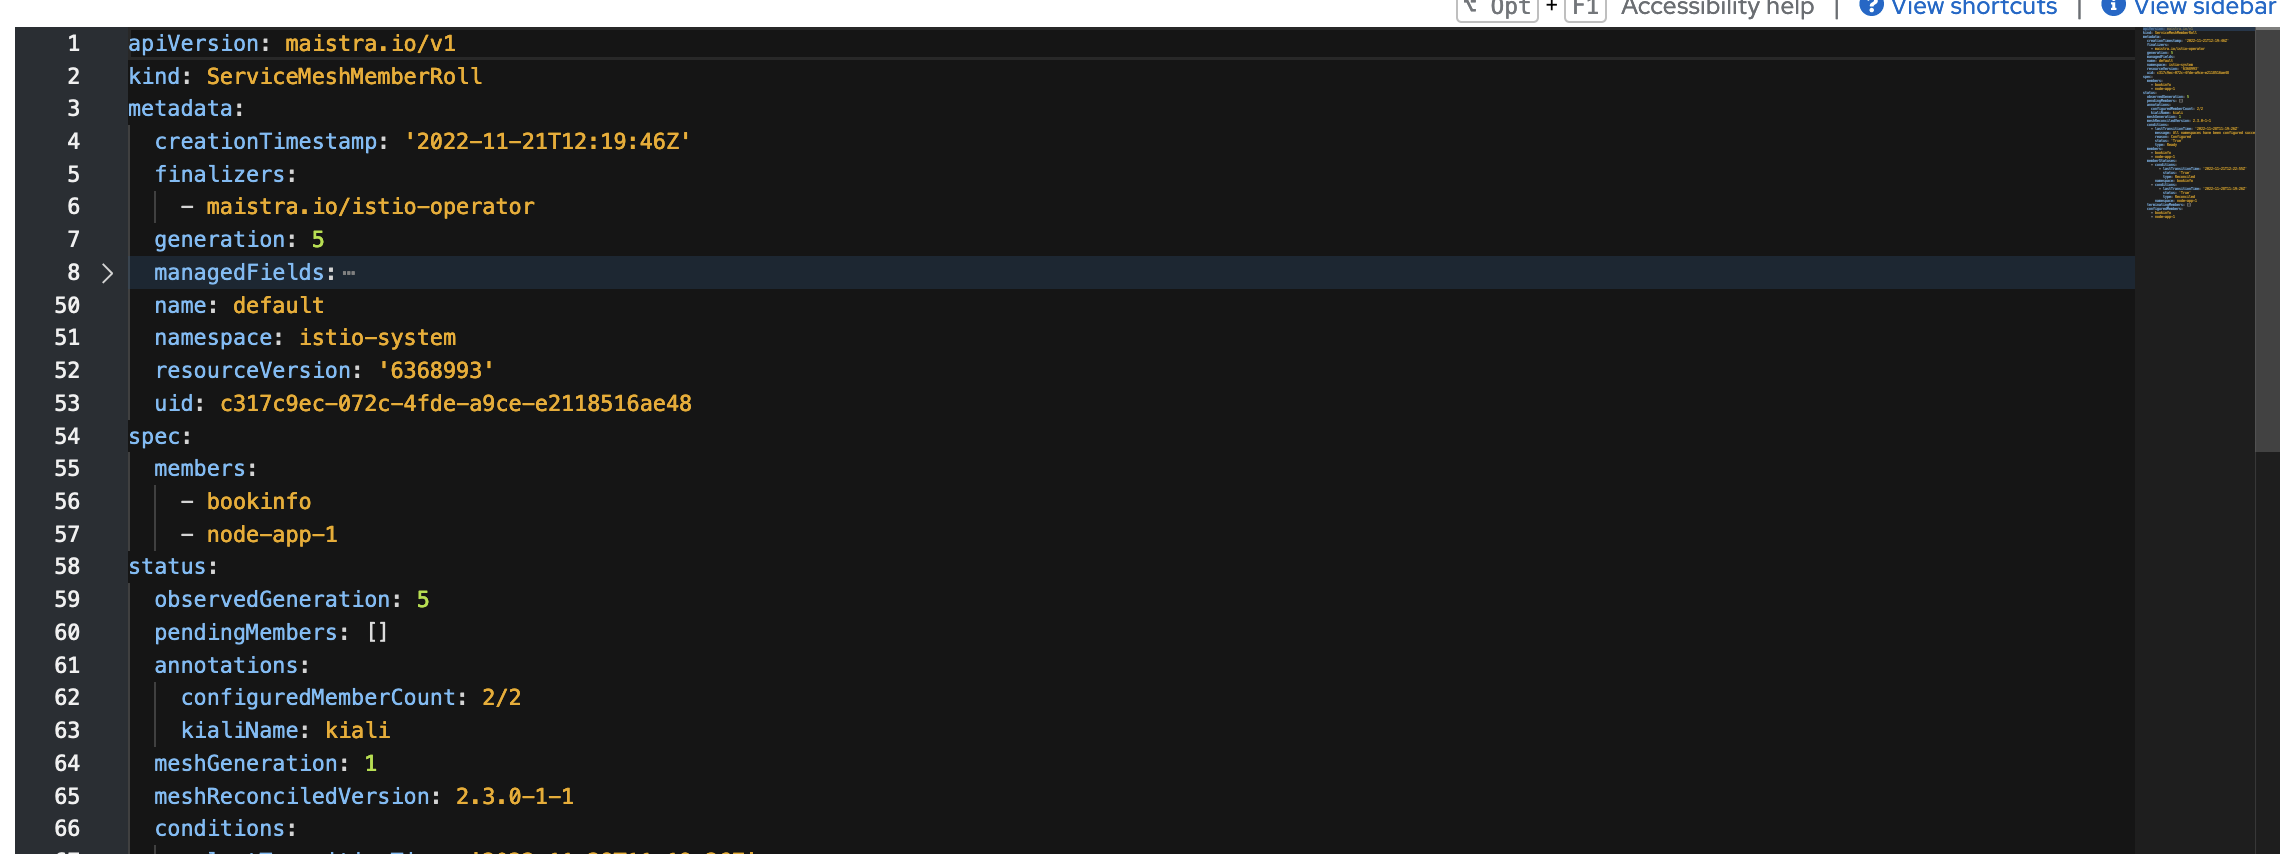 Opt + F1 Accessibility help | View shortcuts | View sidebar
1 apiVersion: maistra.io/v1
2 kind: ServiceMeshMemberRoll
3 metadata:
4 creationTimestamp: '2022-11-21T12:19:46Z'
5 finalizers:
6 - maistra.io/istio-operator
7 generation: 5
8 managedFields:…
50 name: default
51 namespace: istio-system
52 resourceVersion: '6368993'
53 uid: c317c9ec-072c-4fde-a9ce-e2118516ae48
54 spec:
55 members:
56 - bookinfo
57 - node-app-1
58 status:
59 observedGeneration: 5
60 pendingMembers: []
61 annotations:
62 configuredMemberCount: 2/2
63 kialiName: kiali
64 meshGeneration: 1
65 meshReconciledVersion: 2.3.0-1-1
66 conditions: